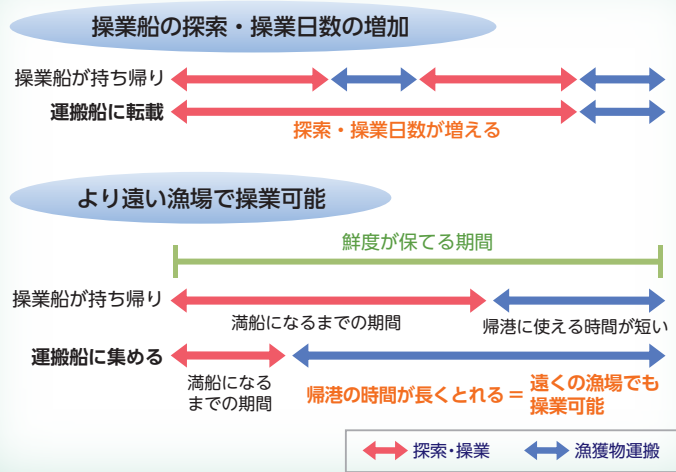 操業船の探索・操業日数の増加
操業船が持ち帰り
運搬船に転載
探索・操業日数が増える
より遠い漁場で操業可能
鮮度が保てる期間
操業船が持ち帰り
満船になるまでの期間
帰港に使える時間が短い
運搬船に集める
満船になる
までの期間
帰港の時間が長くとれる = 遠くの漁場でも
操業可能
探索・操業 漁獲物運搬